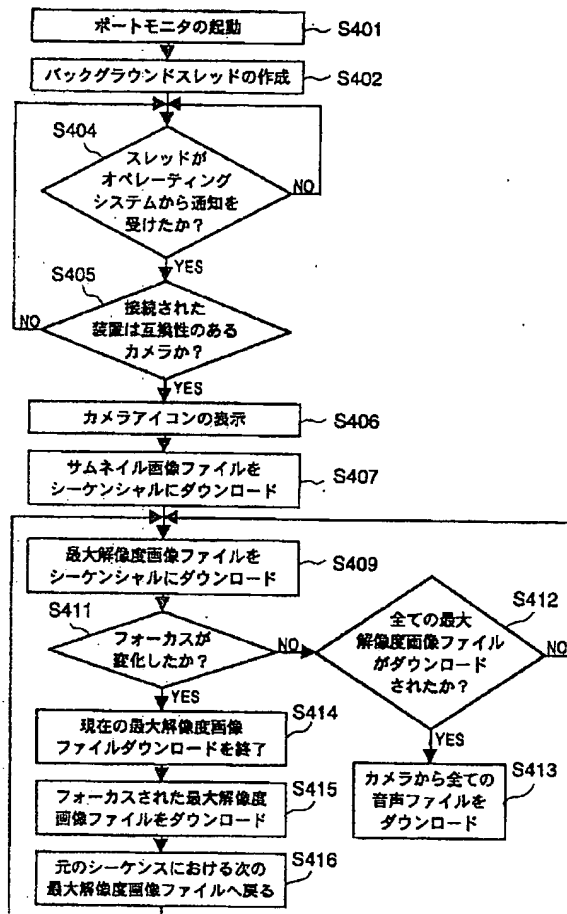 ポートモニタの起動
S401
バックグラウンドスレッドの作成
S402
S404
スレッドが
オペレーティング
システムから通知を
受けたか？
NO
YES
S405
接続された
装置は互換性のある
カメラか？
NO
YES
カメラアイコンの表示
S406
サムネイル画像ファイルを
シーケンシャルにダウンロード
S407
最大解像度画像ファイルを
シーケンシャルにダウンロード
S409
S411
フォーカスが
変化したか？
NO
YES
S412
全ての最大
解像度画像ファイル
がダウンロード
されたか？
NO
YES
S413
カメラから全ての
音声ファイルを
ダウンロード
現在の最大解像度画像
ファイルダウンロードを終了
S414
フォーカスされた最大解像度
画像ファイルをダウンロード
S415
元のシーケンスにおける次の
最大解像度画像ファイルへ戻る
S416